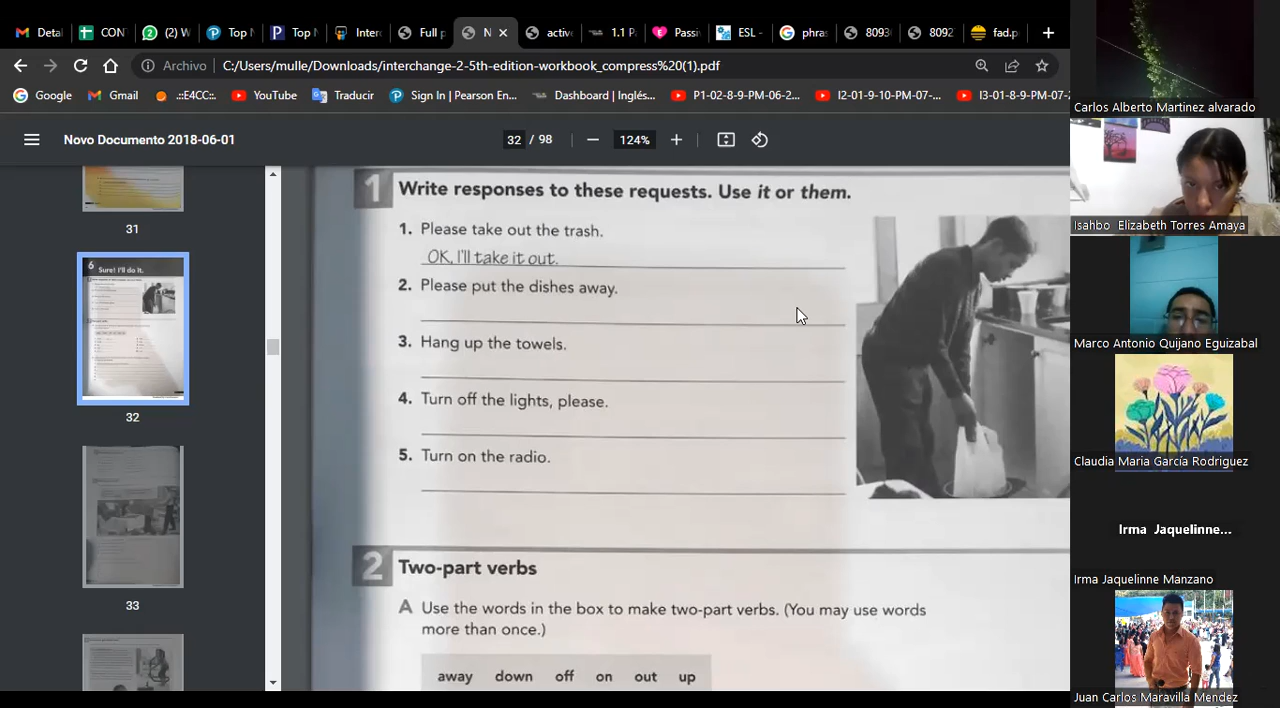 Detal
CON
(2) W
Top N
Top N
Inter
Full p
N
activ
1.1 P
Passi
ESL -
phras
8093
8092
fad.p
Archivo
C:/Users/mulle/Downloads/interchange-2-5th-edition-workbook_compress%20(1).pdf
Google
Gmail
.::E4CC::.
YouTube
Traducir
Sign In | Pearson En...
Dashboard | Inglés...
P1-02-8-9-PM-06-2...
I2-01-9-10-PM-07-...
I3-01-8-9-PM-07-2
Novo Documento 2018-06-01
32 / 98
124%
31
6 Sure! I'll do it.
32
33
1 Write responses to these requests. Use it or them.
1. Please take out the trash.
OK, I'll take it out.
2. Please put the dishes away.
3. Hang up the towels.
4. Turn off the lights, please.
5. Turn on the radio.
2 Two-part verbs
A Use the words in the box to make two-part verbs. (You may use words
more than once.)
away down off on out up
Carlos Alberto Martinez alvarado
Isahbo Elizabeth Torres Amaya
Marco Antonio Quijano Eguizabal
Claudia Maria García Rodriguez
Irma Jaquelinne...
Irma Jaquelinne Manzano
Juan Carlos Maravilla Mendez